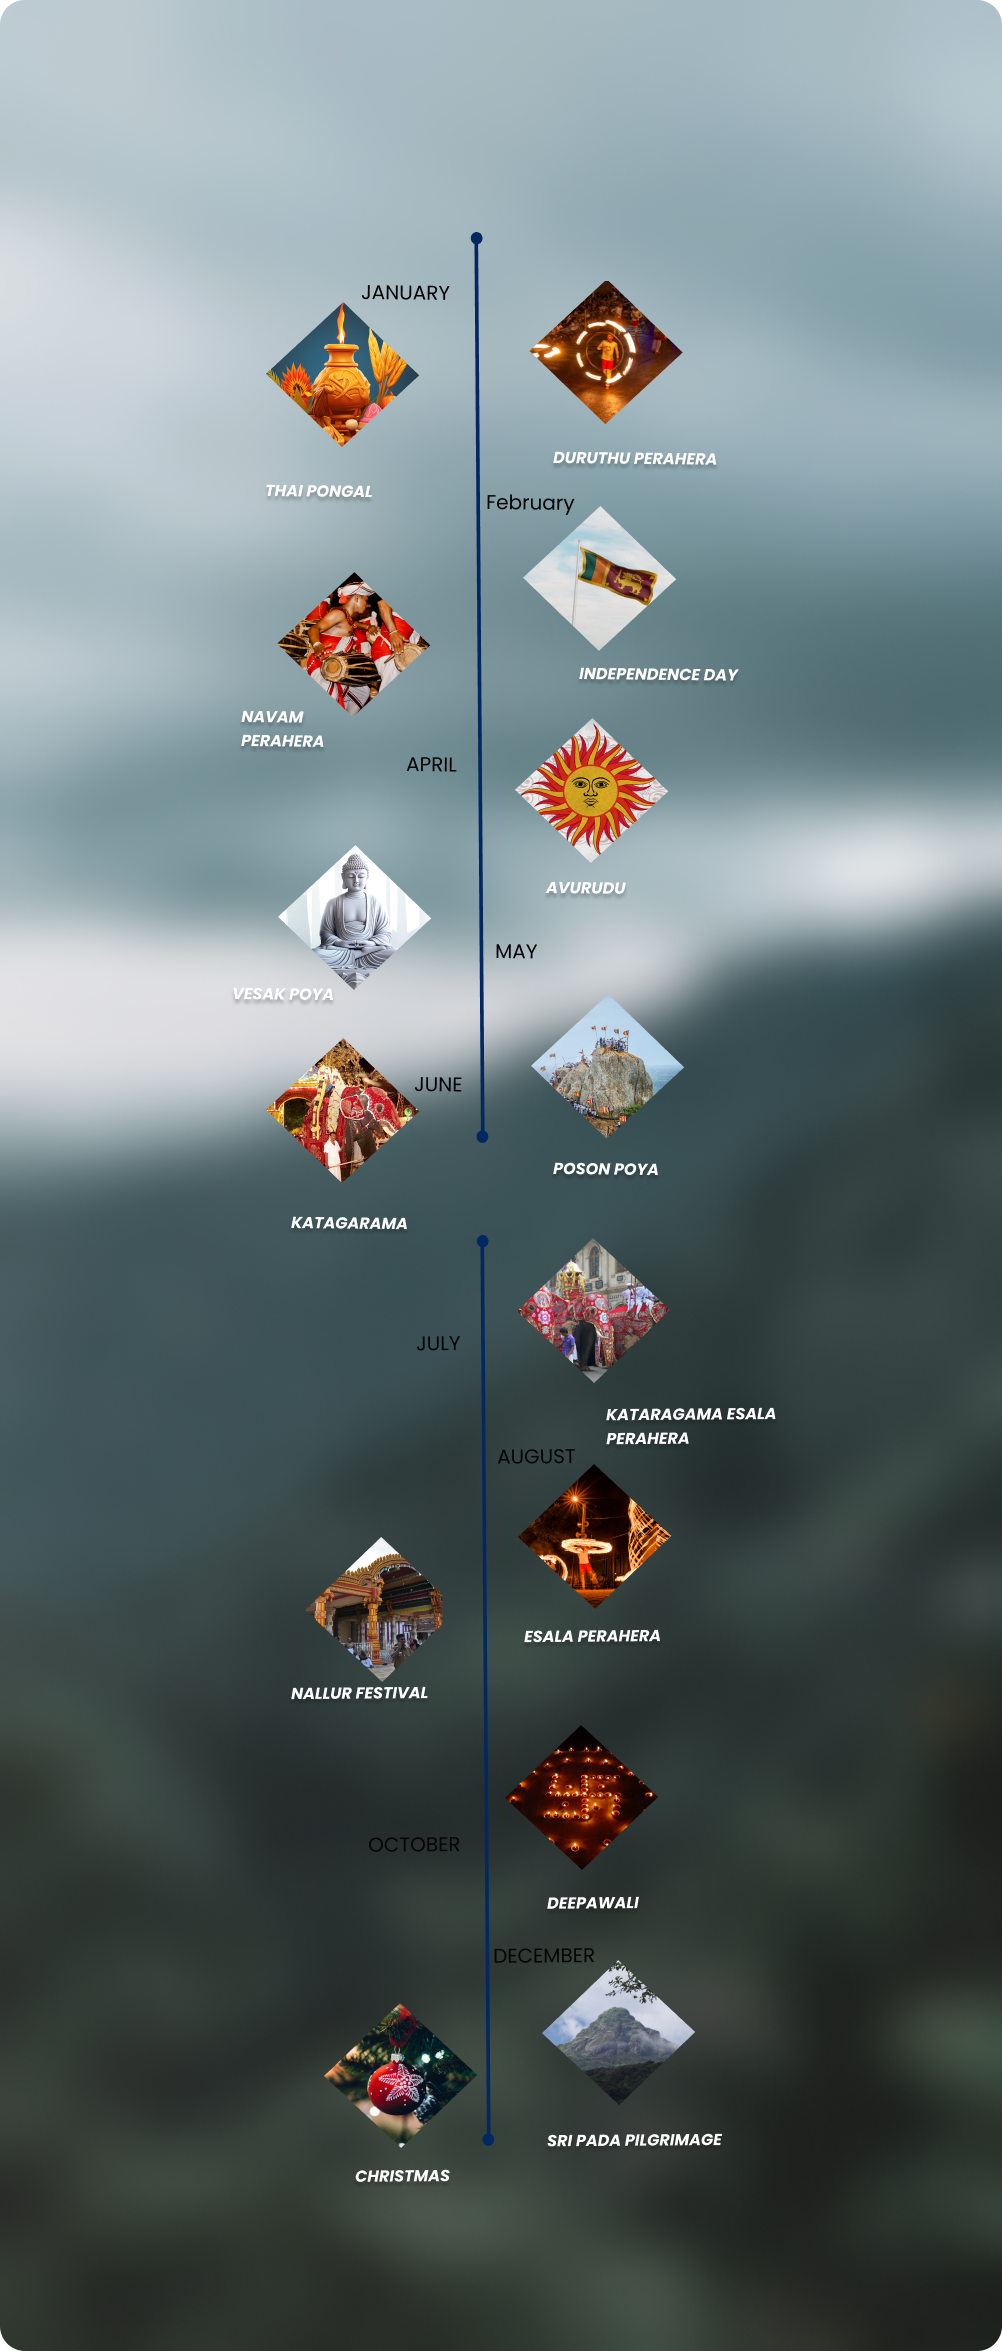 JANUARY
THAI PONGAL
DURUTHU PERAHERA
February
INDEPENDENCE DAY
NAVAM
PERAHERA
APRIL
AVURUDU
MAY
VESAK POYA
JUNE
POSON POYA
KATAGARAMA
JULY
KATARAGAMA ESALA
PERAHERA
AUGUST
ESALA PERAHERA
NALLUR FESTIVAL
OCTOBER
DEEPAWALI
DECEMBER
SRI PADA PILGRIMAGE
CHRISTMAS